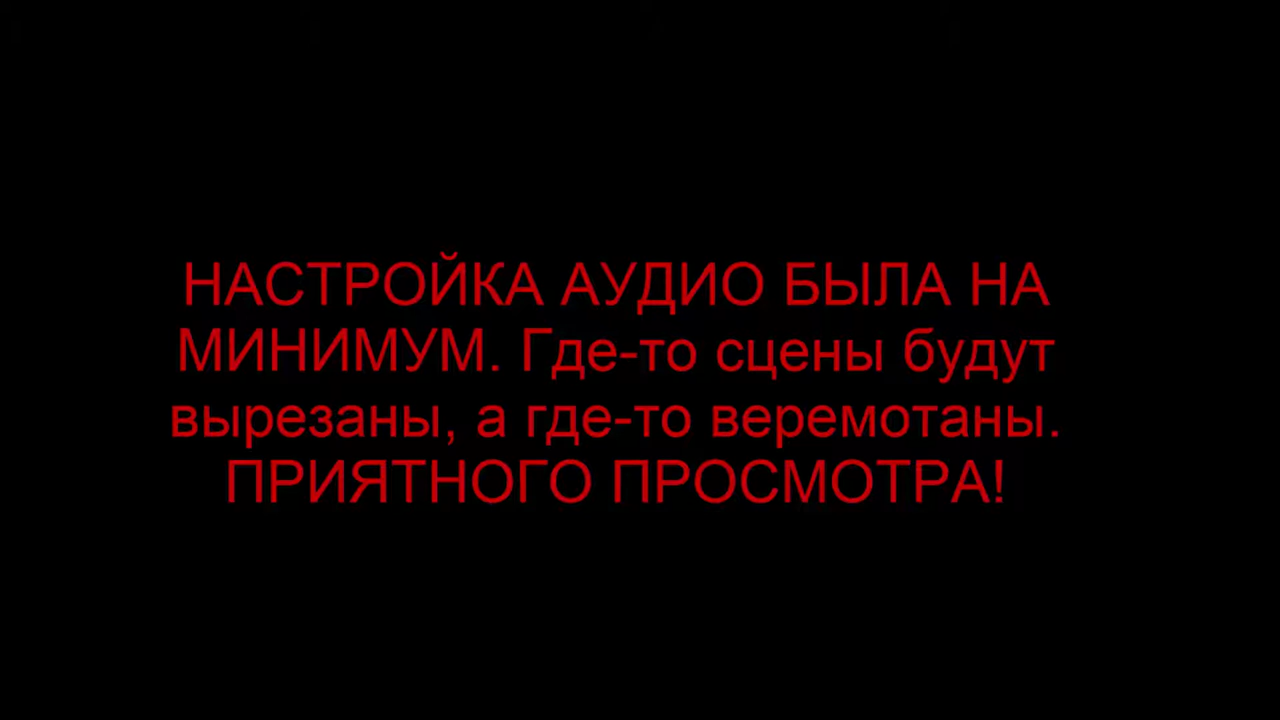 НАСТРОЙКА АУДИО БЫЛА НА
МИНИМУМ. Где-то сцены будут
вырезаны, а где-то веремотаны.
ПРИЯТНОГО ПРОСМОТРА!